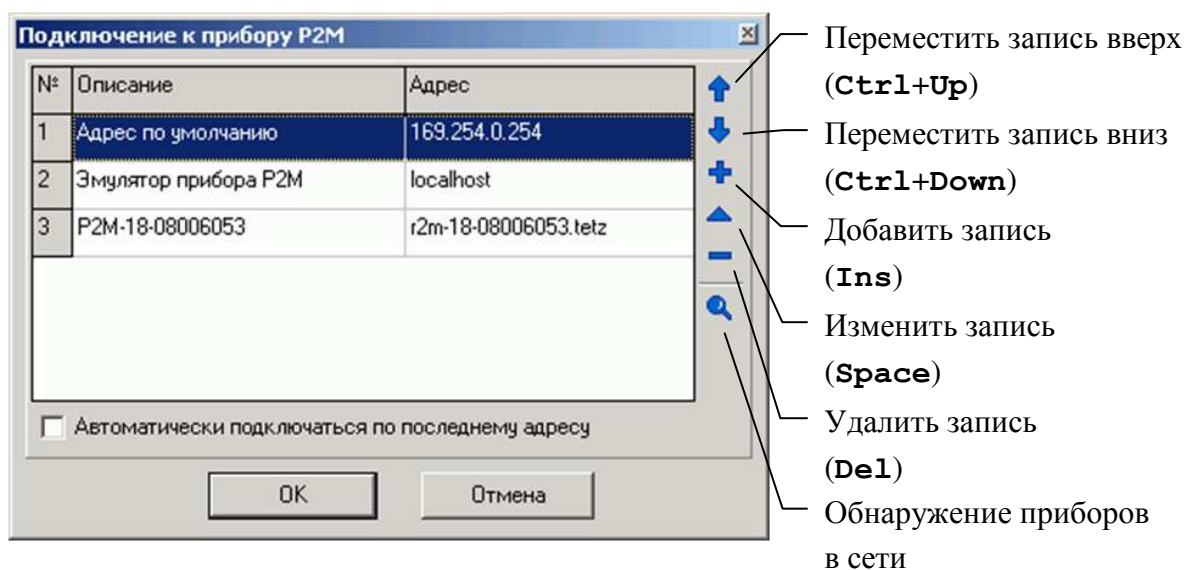 Подключение к прибору Р2М
№ Описание Адрес
1 Адрес по умолчанию 169.254.0.254
2 Эмулятор прибора Р2М localhost
3 Р2М-18-08006053 r2m-18-08006053.tetz
Автоматически подключаться по последнему адресу
OK Отмена
Переместить запись вверх
(Ctrl+Up)
Переместить запись вниз
(Ctrl+Down)
Добавить запись
(Ins)
Изменить запись
(Space)
Удалить запись
(Del)
Обнаружение приборов
в сети